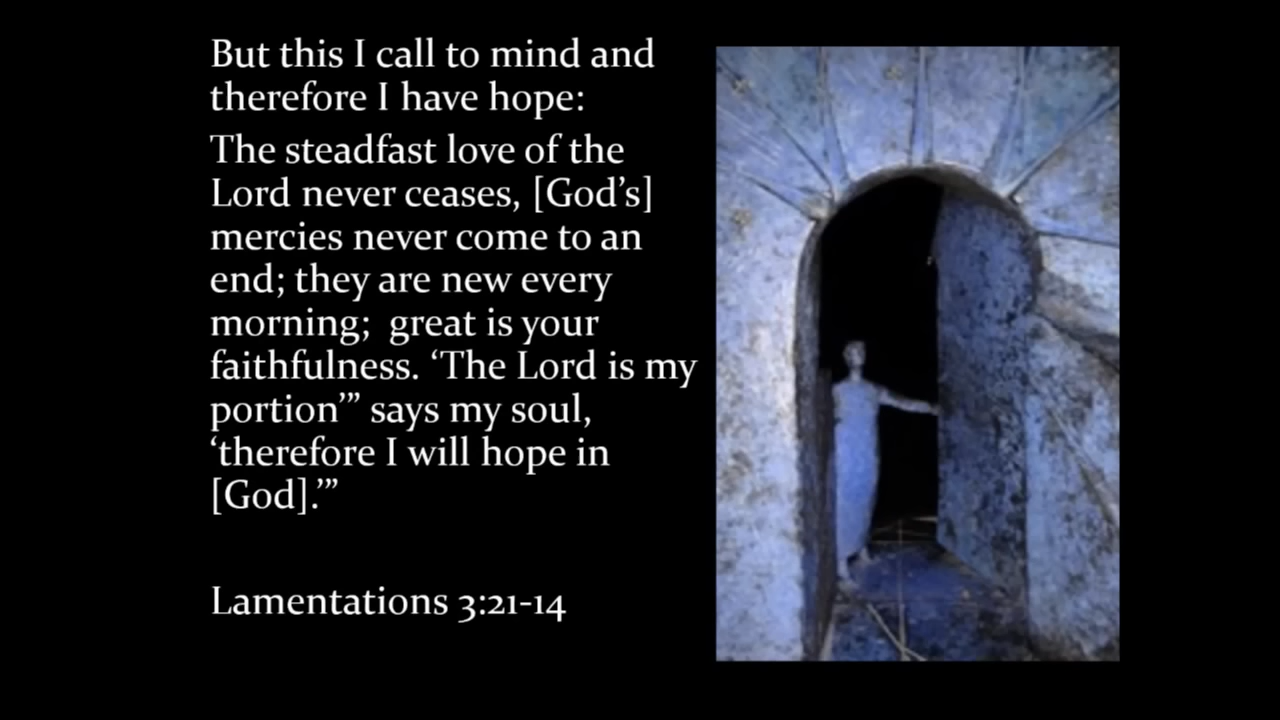 But this I call to mind and
therefore I have hope:
The steadfast love of the
Lord never ceases, [God’s]
mercies never come to an
end; they are new every
morning;  great is your
faithfulness. ‘The Lord is my
portion’” says my soul,
‘therefore I will hope in
[God].’”
Lamentations 3:21-14